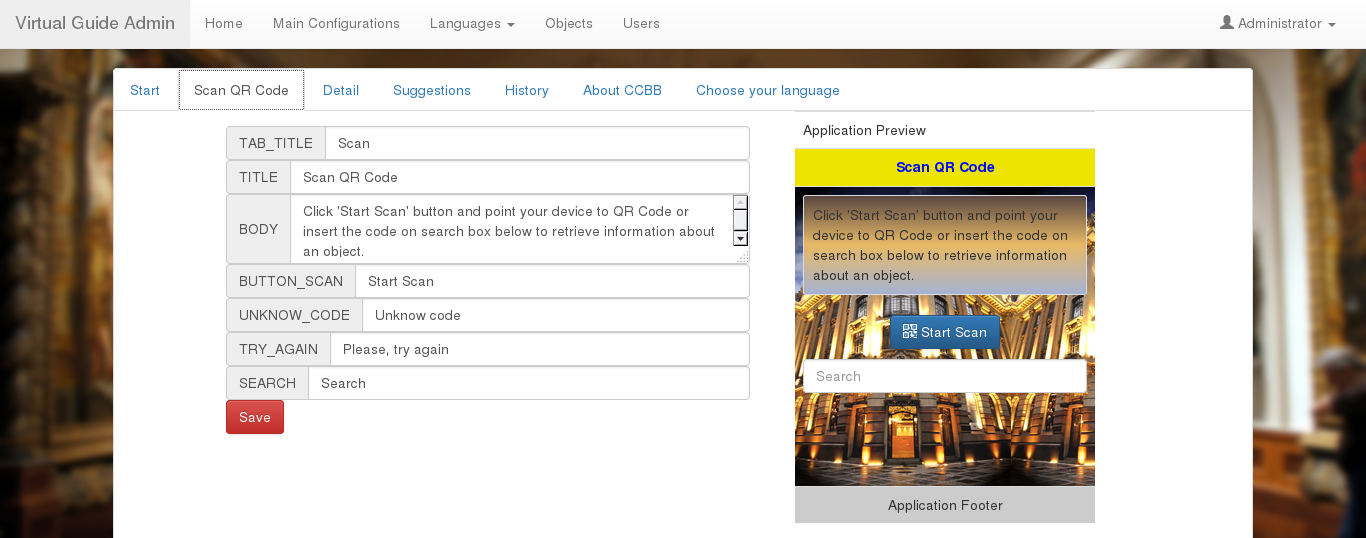 Virtual Guide Admin Home Main Configurations Languages Objects Users Administrator
Start Scan QR Code Detail Suggestions History About CCBB Choose your language
TAB_TITLE Scan
TITLE Scan QR Code
BODY Click 'Start Scan' button and point your device to QR Code or
insert the code on search box below to retrieve information about
an object.
BUTTON_SCAN Start Scan
UNKNOW_CODE Unknow code
TRY_AGAIN Please, try again
SEARCH Search
Save
Application Preview
Scan QR Code
Click 'Start Scan' button and point your
device to QR Code or insert the code on
search box below to retrieve information
about an object.
Start Scan
Search
Application Footer